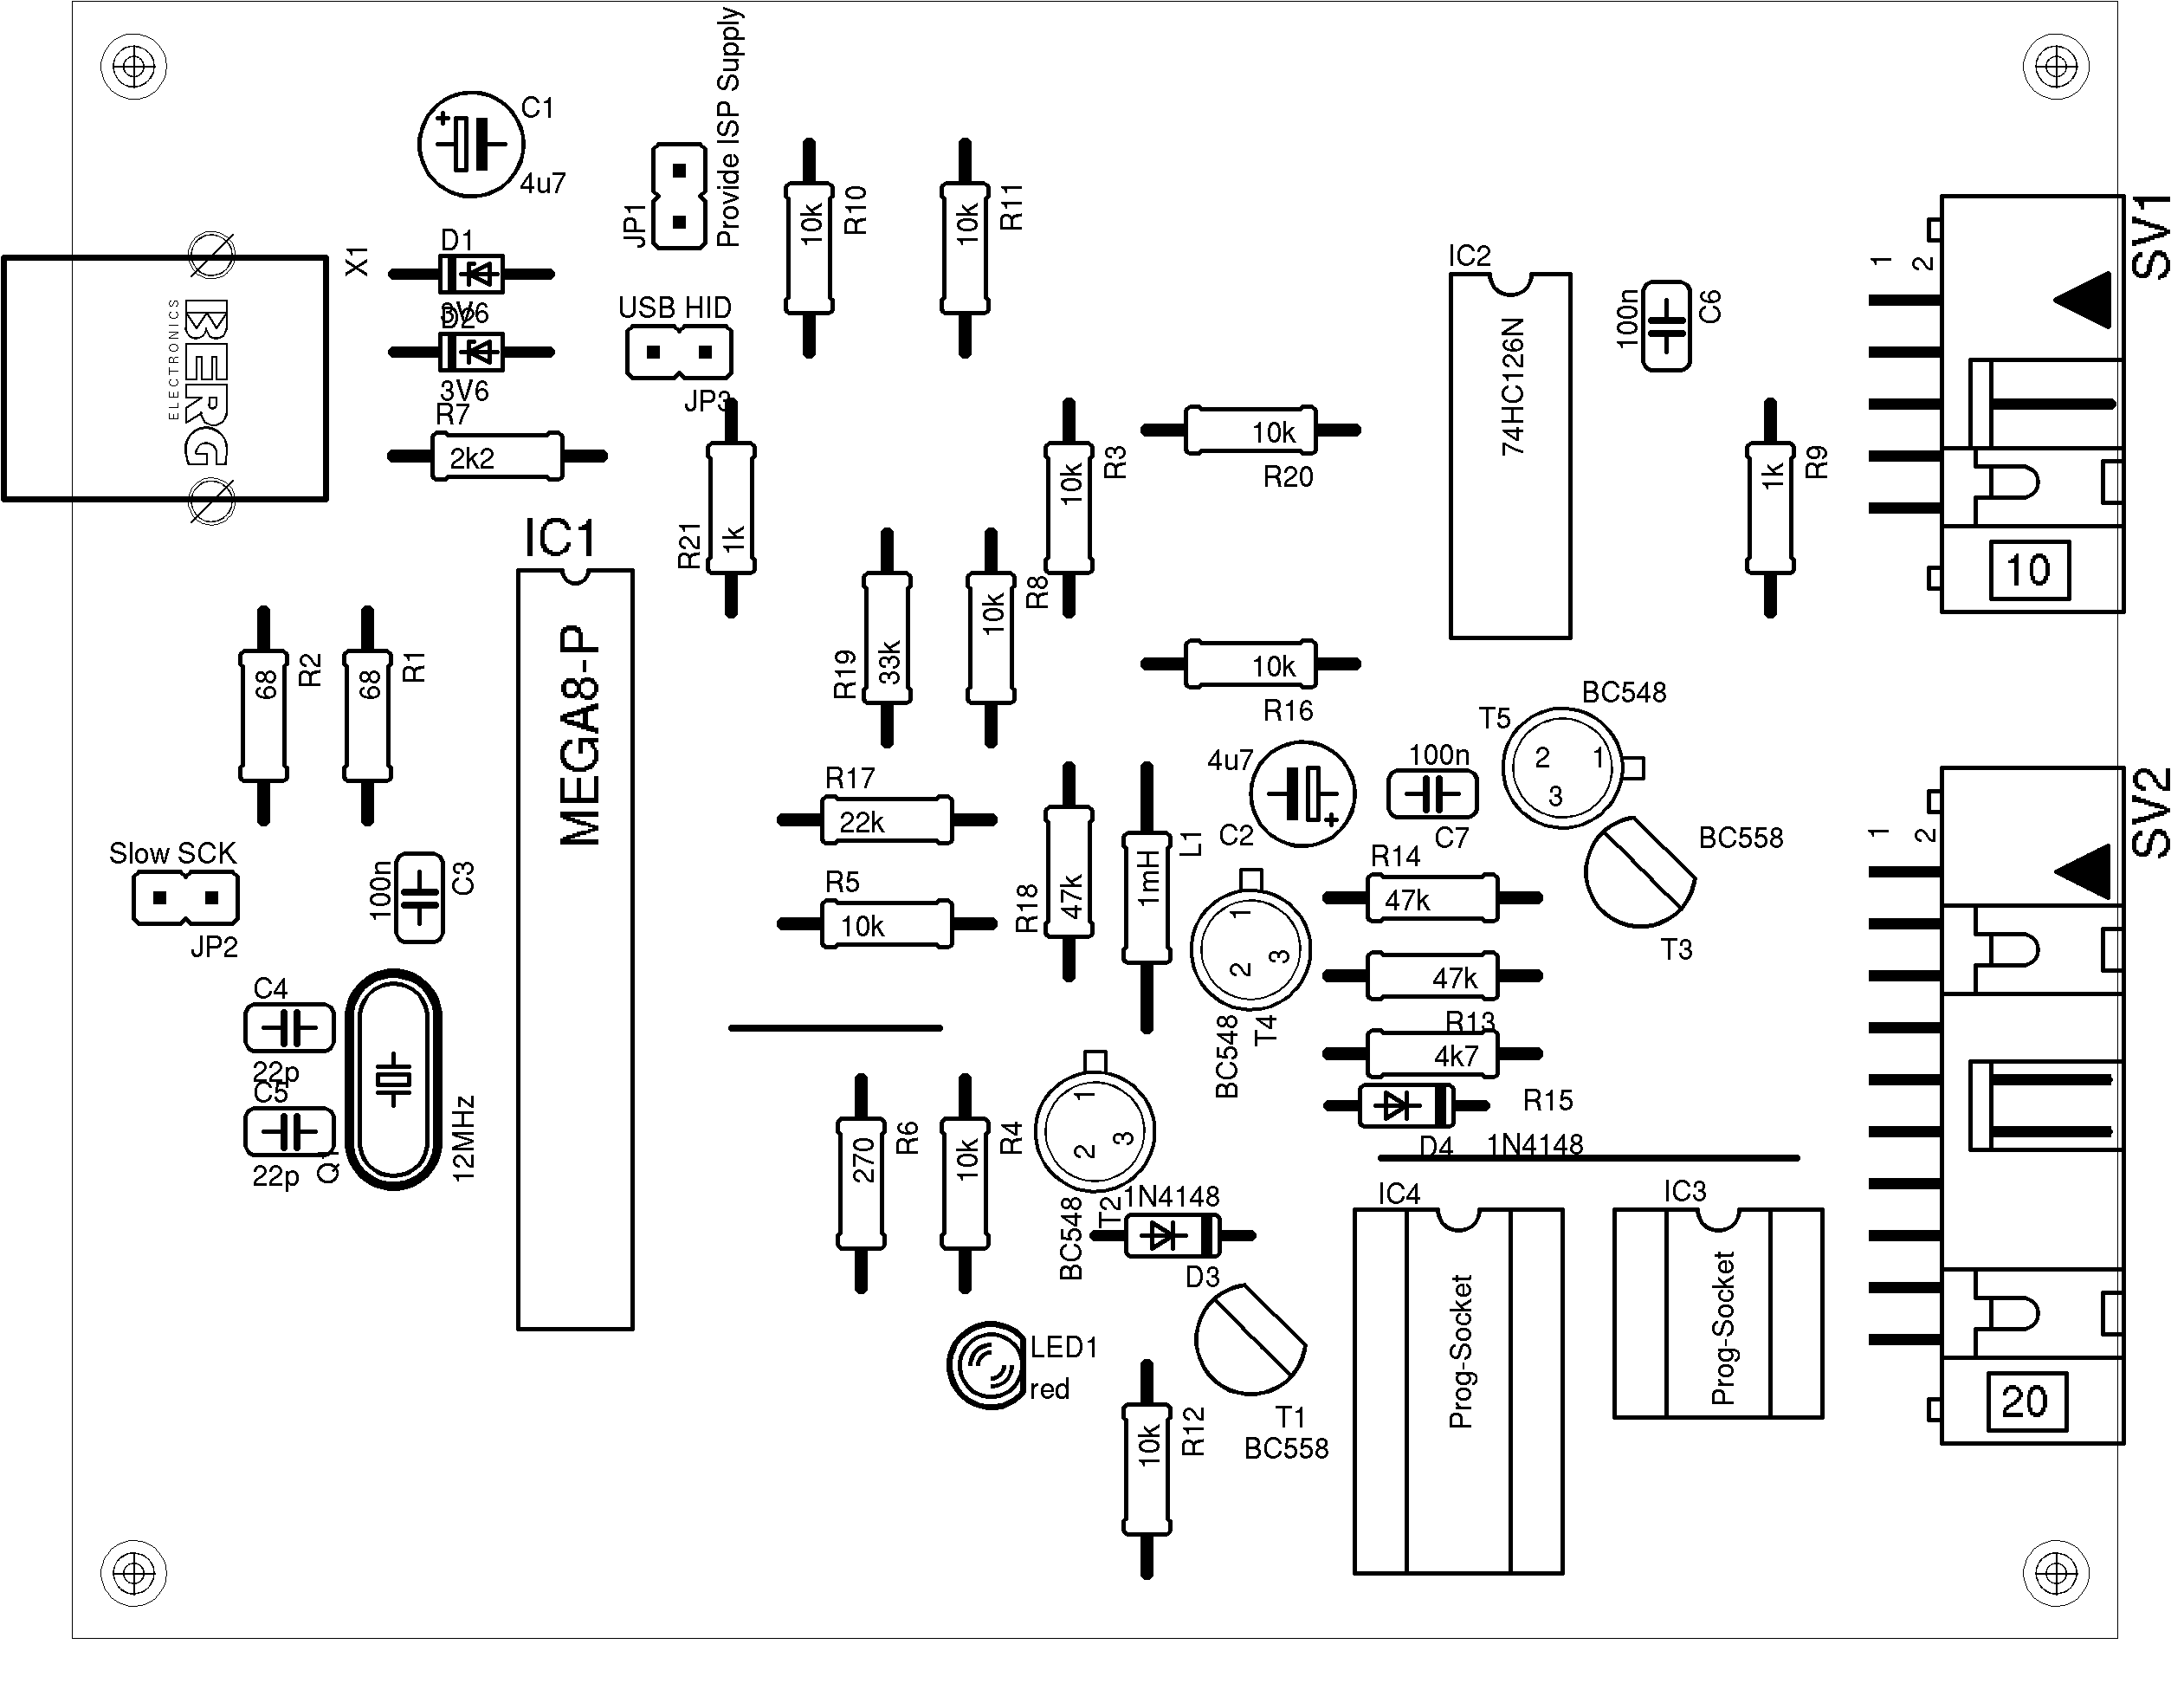 C1
4u7
JP1
Provide ISP Supply
10k
R10
10k
R11
SV1
X1
D1
3V6
D2
3V6
USB HID
JP3
BERG
ELECTRONICS
R7
2k2
IC2
74HC126N
100n
C6
1
2
10
R21
1k
10k
R3
10k
R20
1k
R9
IC1
MEGA8-P
R19
33k
10k
R8
10k
R16
68
R2
68
R1
T5
BC548
2
1
3
R17
22k
R5
10k
R18
47k
1mH
L1
4u7
C2
100n
C7
BC558
T3
SV2
1
2
20
Slow SCK
JP2
100n
C3
C4
22p
C5
22p
Q1
12MHz
1
2
3
BC548
T4
R14
47k
47k
R13
4k7
R15
D4
1N4148
270
R6
10k
R4
1
2
3
BC548
T2
1N4148
D3
LED1
red
T1
BC558
10k
R12
IC4
Prog-Socket
IC3
Prog-Socket